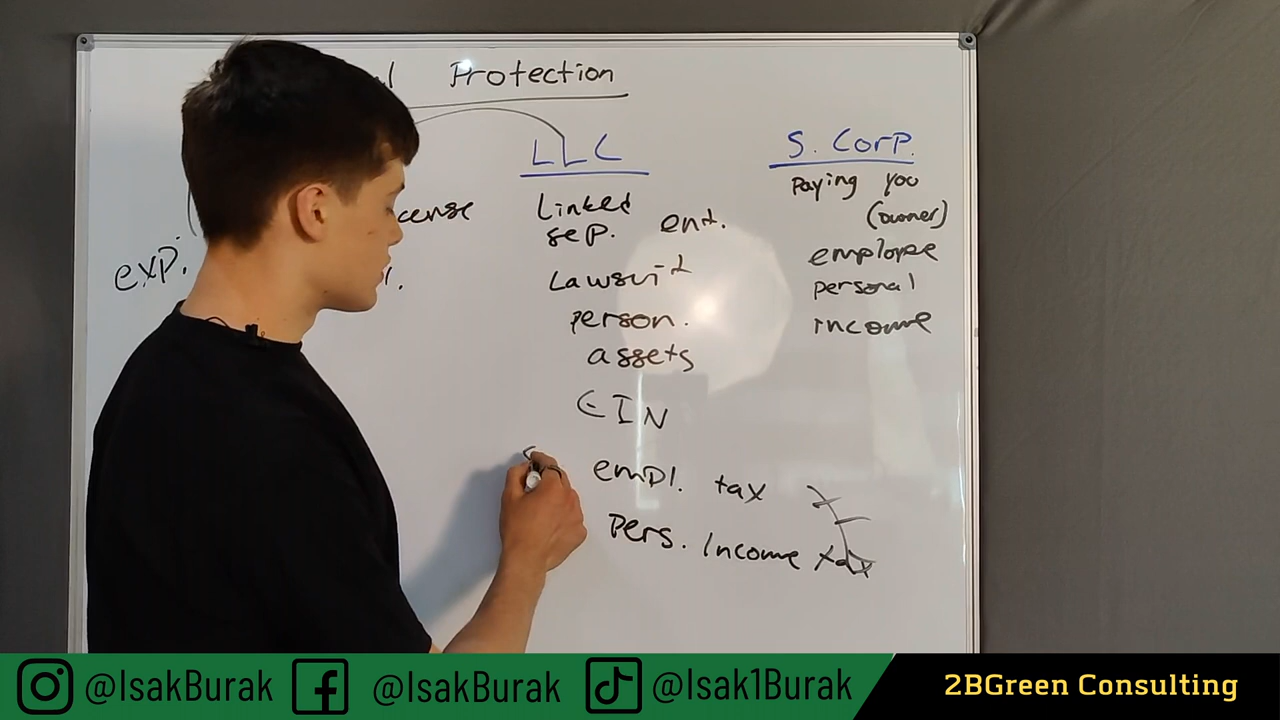 Protection
LLC
S. Corp.
Linked
sep. ent.
Lawsuit
person.
assets
EIN
empl. tax
Pers. Income tax
Paying you
(owner)
employee
personal
income
exp.
@IsakBurak
@IsakBurak
@Isak1Burak
2BGreen Consulting